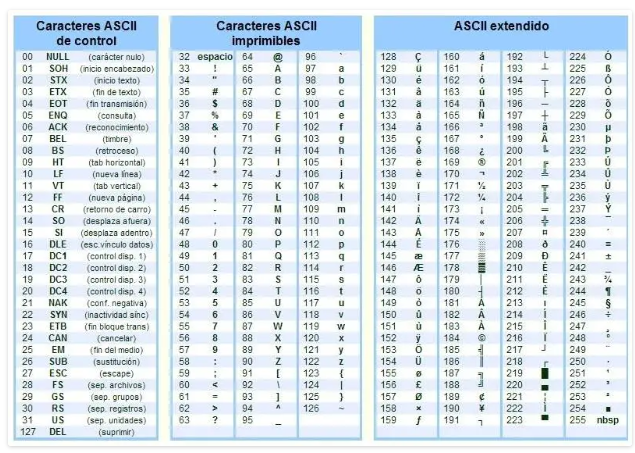 Caracteres ASCII
de control
00 NULL (carácter nulo)
01 SOH (inicio encabezado)
02 STX (inicio texto)
03 ETX (fin de texto)
04 EOT (fin transmisión)
05 ENQ (consulta)
06 ACK (reconocimiento)
07 BEL (timbre)
08 BS (retroceso)
09 HT (tab horizontal)
10 LF (nueva línea)
11 VT (tab vertical)
12 FF (nueva página)
13 CR (retorno de carro)
14 SO (desplaza afuera)
15 SI (desplaza adentro)
16 DLE (esc.vínculo datos)
17 DC1 (control disp. 1)
18 DC2 (control disp. 2)
19 DC3 (control disp. 3)
20 DC4 (control disp. 4)
21 NAK (conf. negativa)
22 SYN (inactividad sínc)
23 ETB (fin bloque trans)
24 CAN (cancelar)
25 EM (fin del medio)
26 SUB (sustitución)
27 ESC (escape)
28 FS (sep. archivos)
29 GS (sep. grupos)
30 RS (sep. registros)
31 US (sep. unidades)
127 DEL (suprimir)
Caracteres ASCII
imprimibles
32 espacio 64 @ 96 `
33 ! 65 A 97 a
34 " 66 B 98 b
35 # 67 C 99 c
36 $ 68 D 100 d
37 % 69 E 101 e
38 & 70 F 102 f
39 ' 71 G 103 g
40 ( 72 H 104 h
41 ) 73 I 105 i
42 * 74 J 106 j
43 + 75 K 107 k
44 , 76 L 108 l
45 - 77 M 109 m
46 . 78 N 110 n
47 / 79 O 111 o
48 0 80 P 112 p
49 1 81 Q 113 q
50 2 82 R 114 r
51 3 83 S 115 s
52 4 84 T 116 t
53 5 85 U 117 u
54 6 86 V 118 v
55 7 87 W 119 w
56 8 88 X 120 x
57 9 89 Y 121 y
58 : 90 Z 122 z
59 ; 91 [ 123 {
60 < 92 \ 124 |
61 = 93 ] 125 }
62 > 94 ^ 126 ~
63 ? 95 _
ASCII extendido
128 Ç 160 á 192 └ 224 Ó
129 ü 161 í 193 ┴ 225 ß
130 é 162 ó 194 ┬ 226 Ô
131 â 163 ú 195 ├ 227 Ò
132 ä 164 ñ 196 ─ 228 õ
133 à 165 Ñ 197 ┼ 229 Õ
134 å 166 ª 198 ã 230 µ
135 ç 167 º 199 Ã 231 þ
136 ê 168 ¿ 200 ╚ 232 Þ
137 ë 169 ® 201 ╔ 233 Ú
138 è 170 ¬ 202 ╩ 234 Û
139 ï 171 ½ 203 ╦ 235 Ù
140 î 172 ¼ 204 ╠ 236 ý
141 ì 173 ¡ 205 ═ 237 Ý
142 Ä 174 « 206 ╬ 238 ¯
143 Å 175 » 207 ¤ 239 ´
144 É 176 ░ 208 ð 240 ≡
145 æ 177 ▒ 209 Ð 241 ±
146 Æ 178 ▓ 210 Ê 242 ‗
147 ô 179 │ 211 Ë 243 ¾
148 ö 180 ┤ 212 È 244 ¶
149 ò 181 Á 213 ı 245 §
150 û 182 Â 214 Í 246 ÷
151 ù 183 À 215 Î 247 ¸
152 ÿ 184 © 216 Ï 248 °
153 Ö 185 ╣ 217 ┘ 249 ¨
154 Ü 186 ║ 218 ┌ 250 ·
155 ø 187 ╗ 219 █ 251 ¹
156 £ 188 ╝ 220 ▄ 252 ³
157 Ø 189 ¢ 221 ¦ 253 ²
158 × 190 ¥ 222 Ì 254 ■
159 ƒ 191 ┐ 223 ▀ 255 nbsp